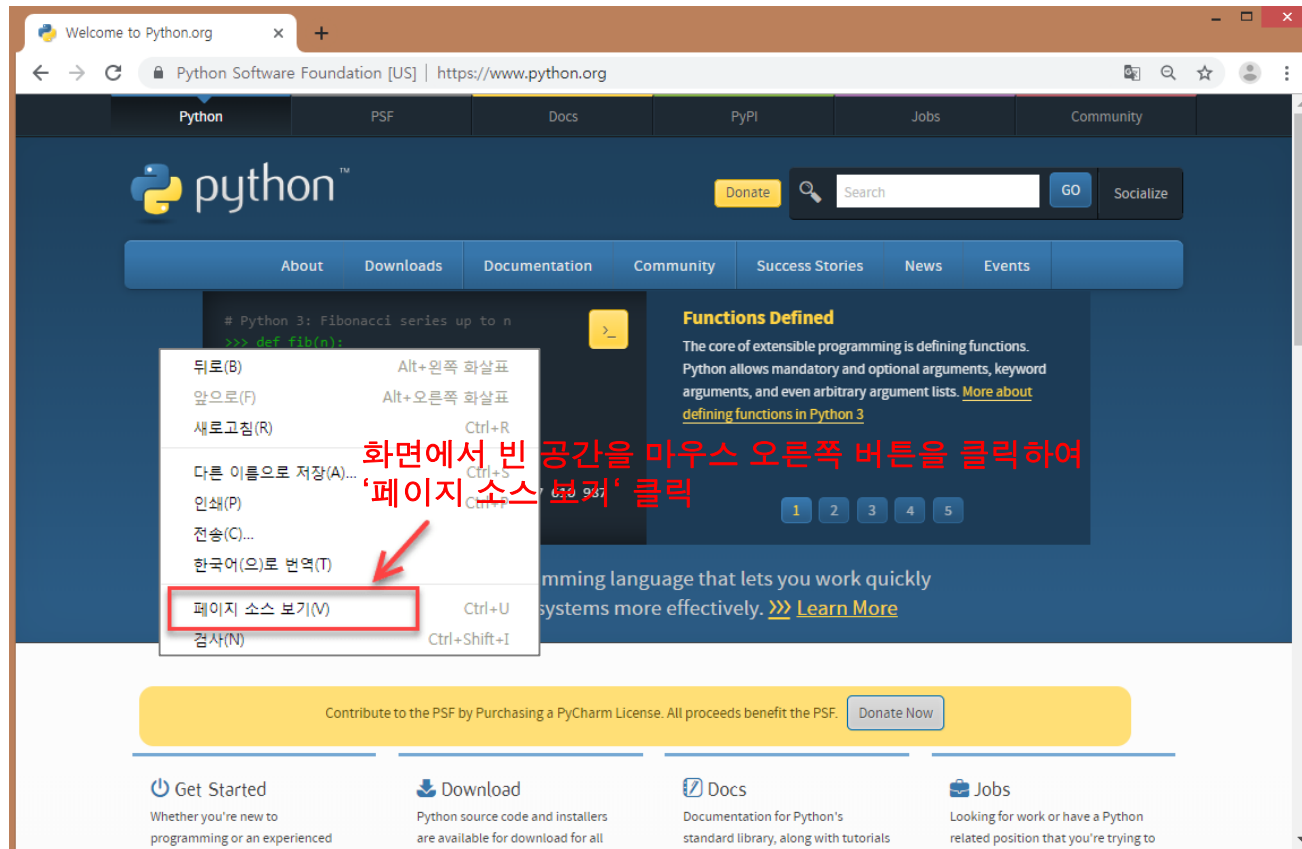 Welcome to Python.org
Python Software Foundation [US] | https://www.python.org
Python PSF Docs PyPI Jobs Community
python™
Donate Search GO Socialize
About Downloads Documentation Community Success Stories News Events
# Python 3: Fibonacci series up to n
>>> def fib(n):
>_
Functions Defined
The core of extensible programming is defining functions.
Python allows mandatory and optional arguments, keyword
arguments, and even arbitrary argument lists. More about
defining functions in Python 3
뒤로(B) Alt+왼쪽 화살표
앞으로(F) Alt+오른쪽 화살표
새로고침(R) Ctrl+R
화면에서 빈 공간을 마우스 오른쪽 버튼을 클릭하여
‘페이지 소스 보기‘ 클릭
다른 이름으로 저장(A)... Ctrl+S
인쇄(P) Ctrl+P
610 987
전송(C)...
한국어(으)로 번역(T)
페이지 소스 보기(V) Ctrl+U
검사(N) Ctrl+Shift+I
1 2 3 4 5
mming language that lets you work quickly
systems more effectively. >>> Learn More
Contribute to the PSF by Purchasing a PyCharm License. All proceeds benefit the PSF. Donate Now
Get Started
Whether you're new to
programming or an experienced
Download
Python source code and installers
are available for download for all
Docs
Documentation for Python's
standard library, along with tutorials
Jobs
Looking for work or have a Python
related position that you're trying to